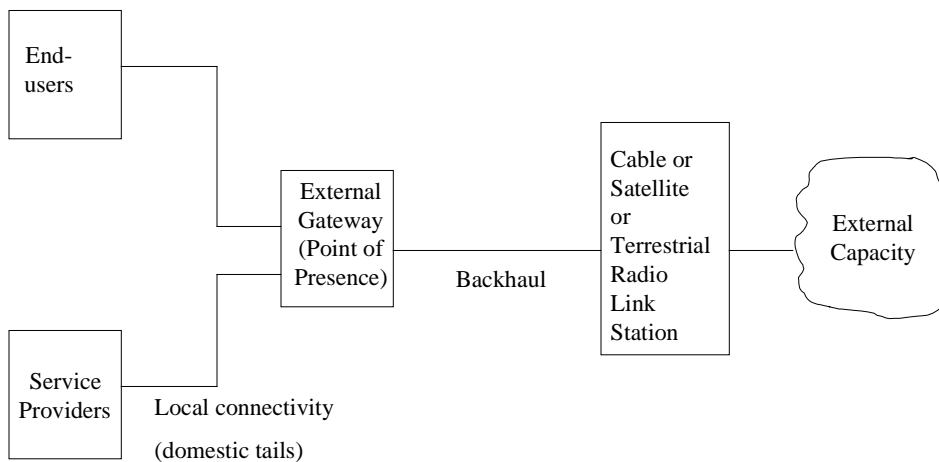 End-
users
External
Gateway
(Point of
Presence)
Backhaul
Cable or
Satellite
or
Terrestrial
Radio
Link
Station
External
Capacity
Service
Providers
Local connectivity
(domestic tails)